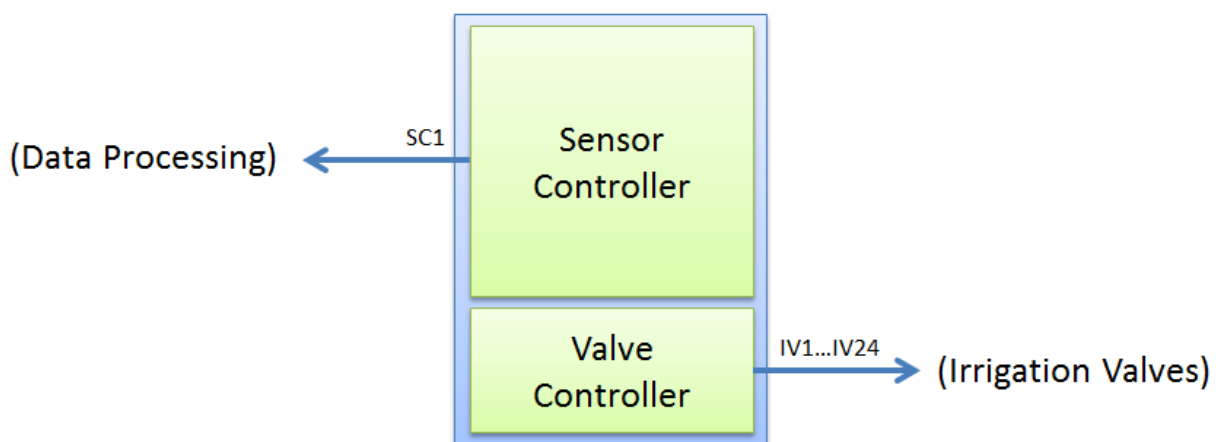 SC1
Sensor
(Data Processing)
Controller
Valve
IV1...IV24
(Irrigation Valves)
Controller